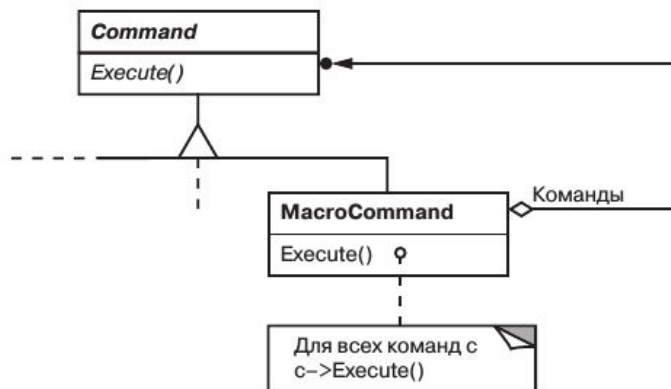 Command
Execute()
Команды
MacroCommand
Execute()
Для всех команд с
c–>Execute()